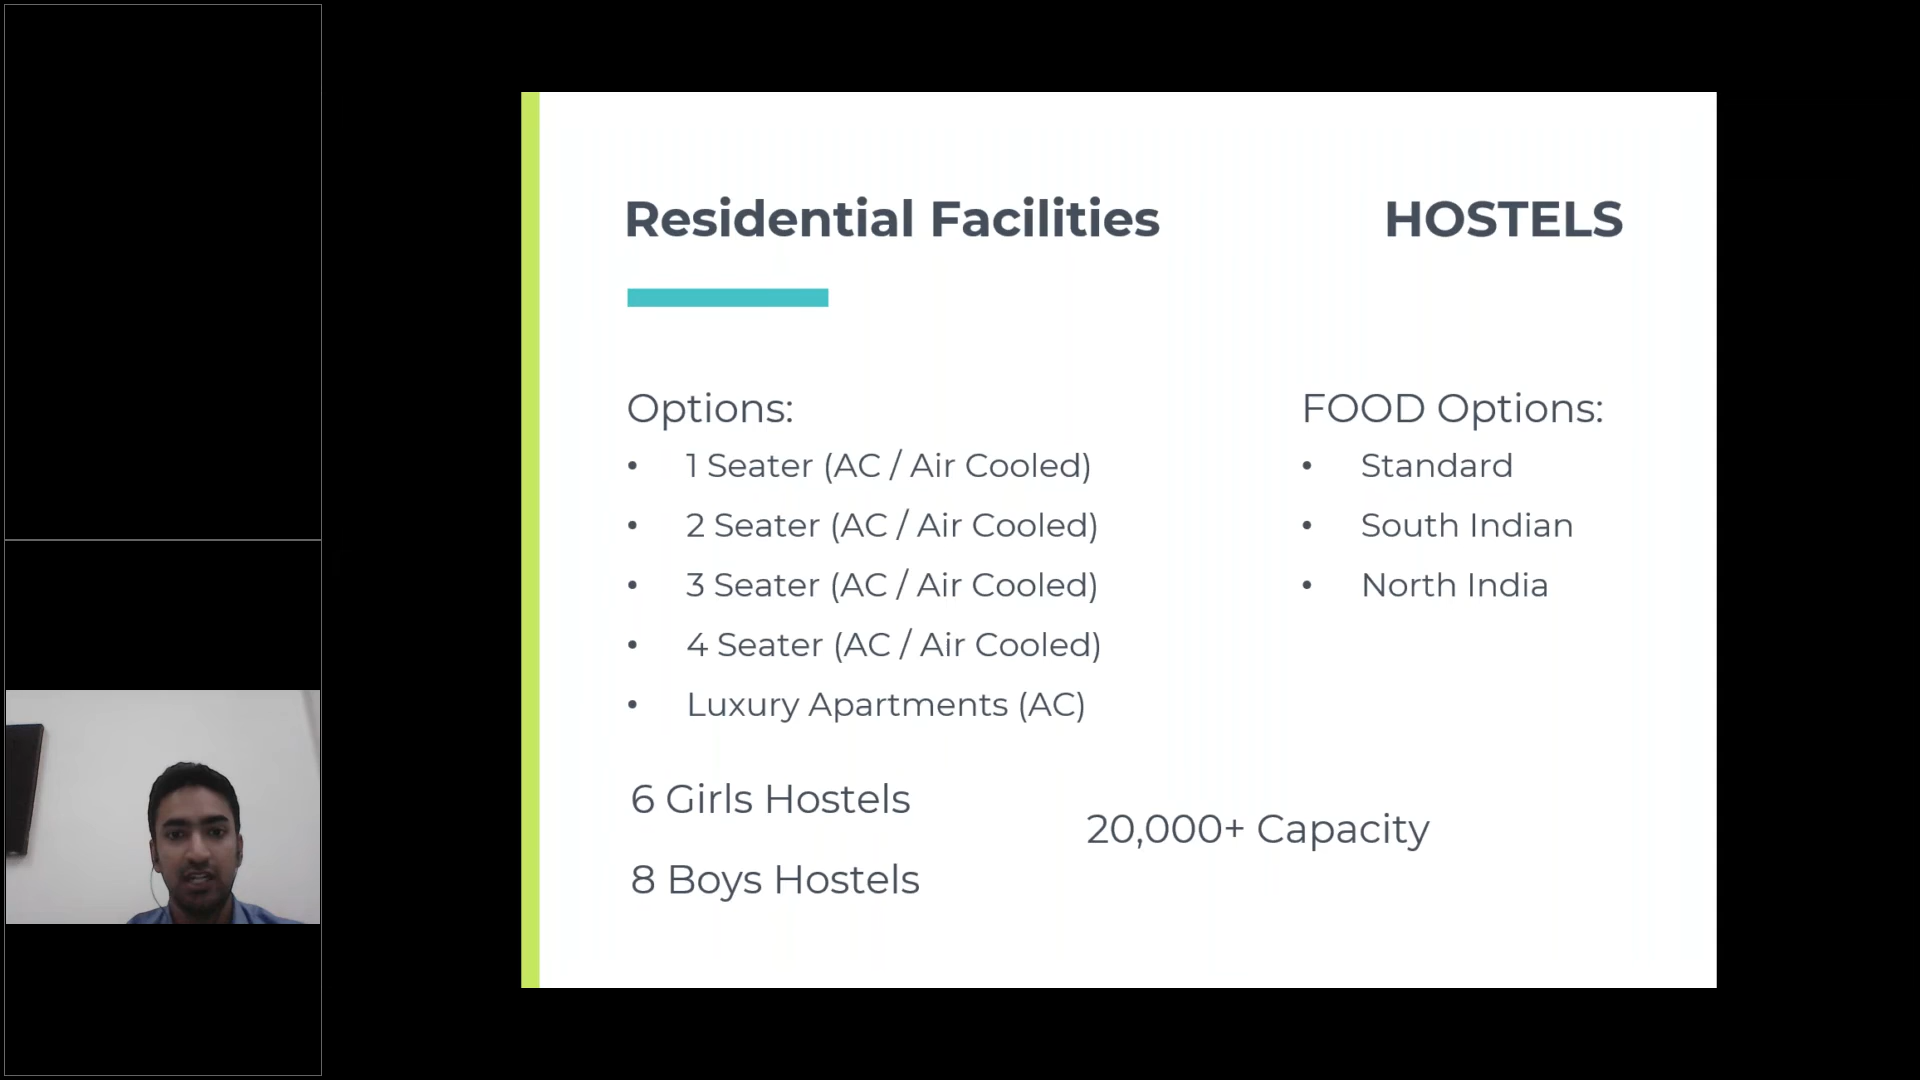 Residential Facilities
HOSTELS
Options:
• 1 Seater (AC / Air Cooled)
• 2 Seater (AC / Air Cooled)
• 3 Seater (AC / Air Cooled)
• 4 Seater (AC / Air Cooled)
• Luxury Apartments (AC)
FOOD Options:
• Standard
• South Indian
• North India
6 Girls Hostels
8 Boys Hostels
20,000+ Capacity